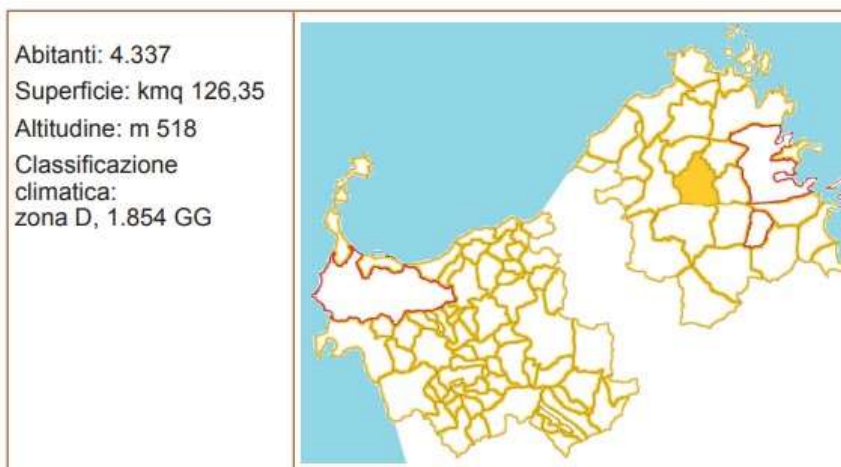 Abitanti: 4.337
Superficie: kmq 126,35
Altitudine: m 518
Classificazione
climatica:
zona D, 1.854 GG